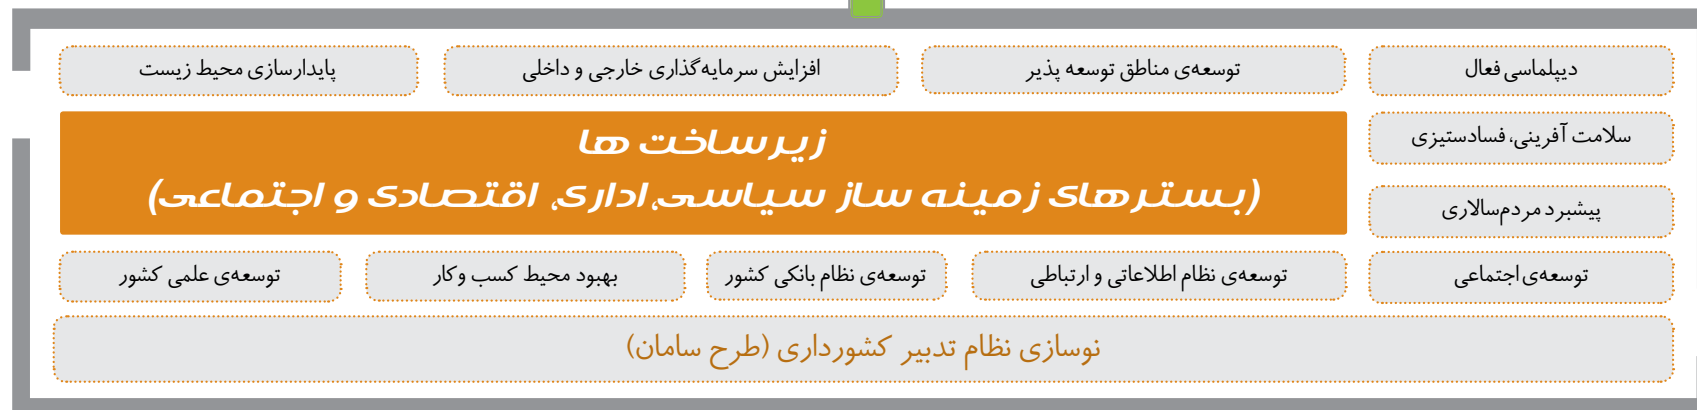 دیپلماسی فعال
توسعه‌ی مناطق توسعه پذیر
افزایش سرمایه‌گذاری خارجی و داخلی
پایدارسازی محیط زیست
زیرساخت ها
(بسترهای زمینه ساز سیاسی، اداری، اقتصادی و اجتماعی)
سلامت آفرینی، فسادستیزی
پیشبرد مردم‌سالاری
توسعه‌ی اجتماعی
توسعه‌ی نظام اطلاعاتی و ارتباطی
توسعه‌ی نظام بانکی کشور
بهبود محیط کسب وکار
توسعه‌ی علمی کشور
نوسازی نظام تدبیر کشورداری (طرح سامان)